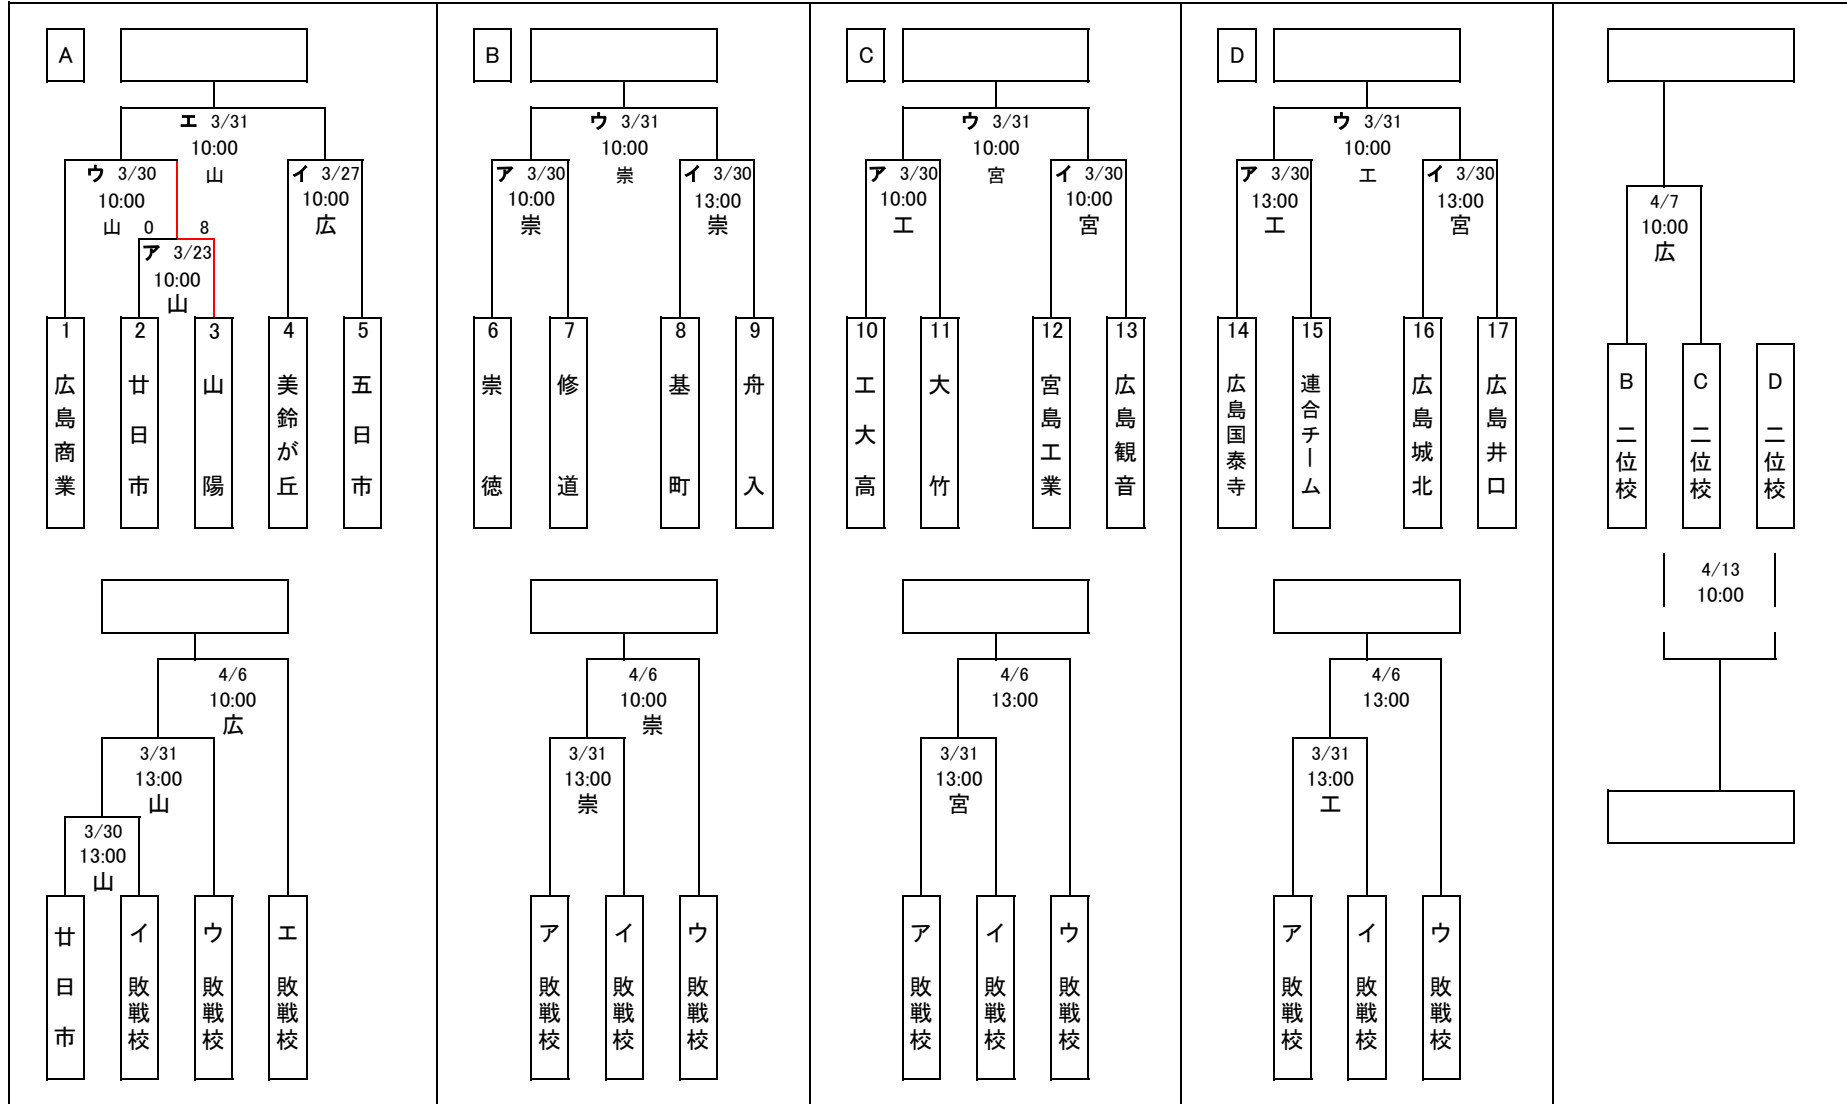 A
エ 3/31
10:00
山
ウ 3/30
10:00
山
イ 3/27
10:00
広
0 8
ア 3/23
10:00
山
1 広島商業
2 廿日市
3 山陽
4 美鈴が丘
5 五日市
B
ウ 3/31
10:00
崇
ア 3/30
10:00
崇
イ 3/30
13:00
崇
6 崇徳
7 修道
8 基町
9 舟入
C
ウ 3/31
10:00
宮
ア 3/30
10:00
工
イ 3/30
10:00
宮
10 工大高
11 大竹
12 宮島工業
13 広島観音
D
ウ 3/31
10:00
工
ア 3/30
13:00
工
イ 3/30
13:00
宮
14 広島国泰寺
15 連合チーム
16 広島城北
17 広島井口
4/7
10:00
広
B 二位校
C 二位校
D 二位校
4/13
10:00
4/6
10:00
広
3/31
13:00
山
3/30
13:00
山
廿日市
イ 敗戦校
ウ 敗戦校
エ 敗戦校
4/6
10:00
崇
3/31
13:00
崇
ア 敗戦校
イ 敗戦校
ウ 敗戦校
4/6
13:00
3/31
13:00
宮
ア 敗戦校
イ 敗戦校
ウ 敗戦校
4/6
13:00
3/31
13:00
工
ア 敗戦校
イ 敗戦校
ウ 敗戦校